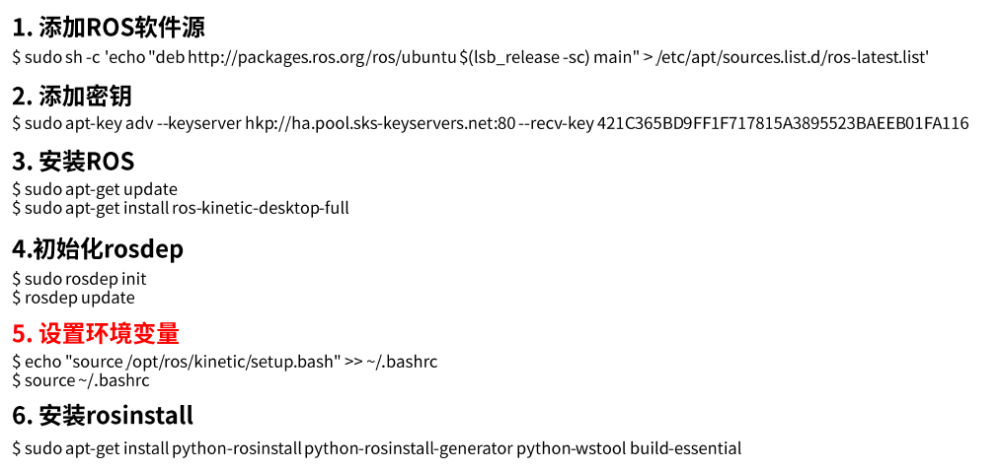 1. 添加ROS软件源
$ sudo sh -c 'echo "deb http://packages.ros.org/ros/ubuntu $(lsb_release -sc) main" > /etc/apt/sources.list.d/ros-latest.list'
2. 添加密钥
$ sudo apt-key adv --keyserver hkp://ha.pool.sks-keyservers.net:80 --recv-key 421C365BD9FF1F717815A3895523BAEEB01FA116
3. 安装ROS
$ sudo apt-get update
$ sudo apt-get install ros-kinetic-desktop-full
4.初始化rosdep
$ sudo rosdep init
$ rosdep update
5. 设置环境变量
$ echo "source /opt/ros/kinetic/setup.bash" >> ~/.bashrc
$ source ~/.bashrc
6. 安装rosinstall
$ sudo apt-get install python-rosinstall python-rosinstall-generator python-wstool build-essential